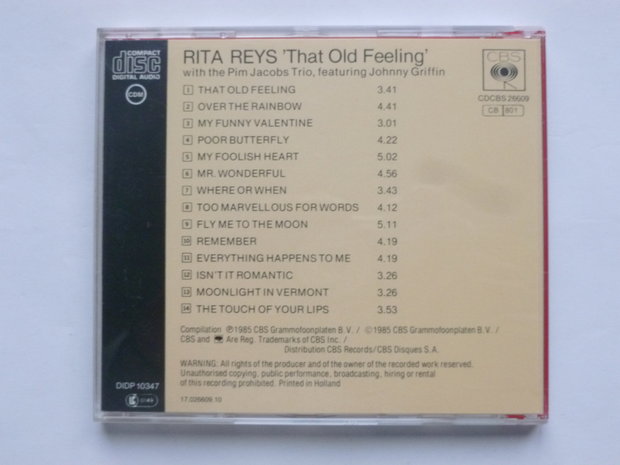 COMPACT
disc
DIGITAL AUDIO
CDM
RITA REYS 'That Old Feeling'
with the Pim Jacobs Trio, featuring Johnny Griffin
CBS
CDCBS 26609
CB 801
1 THAT OLD FEELING 3.41
2 OVER THE RAINBOW 4.41
3 MY FUNNY VALENTINE 3.01
4 POOR BUTTERFLY 4.22
5 MY FOOLISH HEART 5.02
6 MR. WONDERFUL 4.56
7 WHERE OR WHEN 3.43
8 TOO MARVELLOUS FOR WORDS 4.12
9 FLY ME TO THE MOON 5.11
10 REMEMBER 4.19
11 EVERYTHING HAPPENS TO ME 4.19
12 ISN'T IT ROMANTIC 3.26
13 MOONLIGHT IN VERMONT 3.26
14 THE TOUCH OF YOUR LIPS 3.53
Compilation ℗1985 CBS Grammofoonplaten B.V. / ©1985 CBS Grammofoonplaten B.V. /
CBS and Are Reg. Trademarks of CBS Inc. /
Distribution CBS Records/CBS Disques S.A.
WARNING: All rights of the producer and of the owner of the recorded work reserved.
Unauthorised copying, public performance, broadcasting, hiring or rental
of this recording prohibited. Printed in Holland
DIDP 10347
17.026609.10